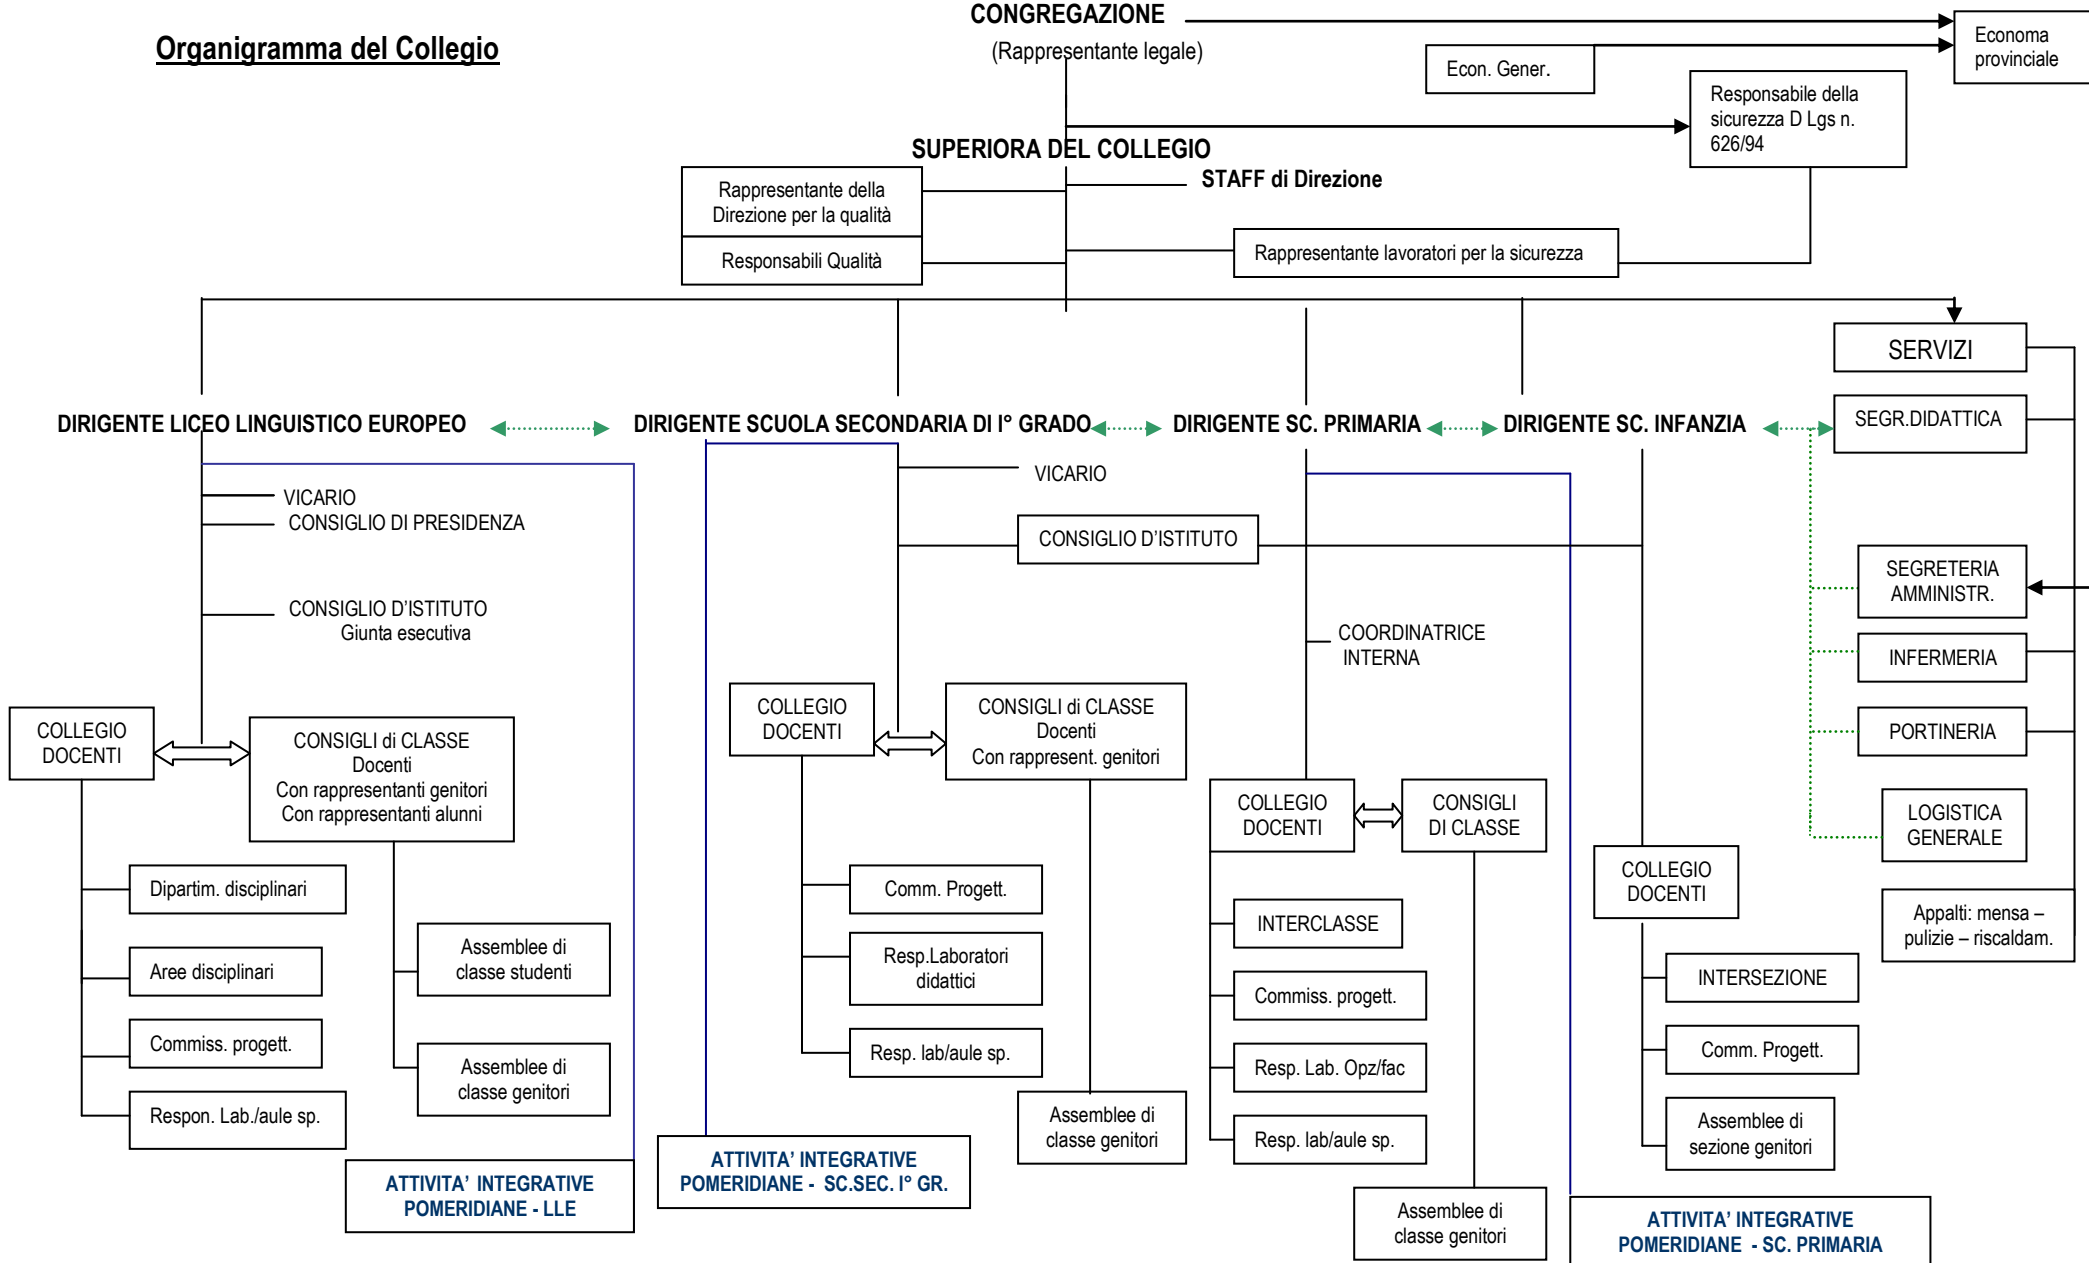 CONGREGAZIONE
Organigramma del Collegio
(Rappresentante legale)
Econ. Gener.
Economa
provinciale
Responsabile della
sicurezza D Lgs n.
626/94
SUPERIORA DEL COLLEGIO
STAFF di Direzione
Rappresentante della
Direzione per la qualità
Responsabili Qualità
Rappresentante lavoratori per la sicurezza
SERVIZI
DIRIGENTE LICEO LINGUISTICO EUROPEO
DIRIGENTE SCUOLA SECONDARIA DI I° GRADO
DIRIGENTE SC. PRIMARIA
DIRIGENTE SC. INFANZIA
SEGR.DIDATTICA
VICARIO
CONSIGLIO DI PRESIDENZA
CONSIGLIO D'ISTITUTO
Giunta esecutiva
VICARIO
CONSIGLIO D'ISTITUTO
COORDINATRICE
INTERNA
SEGRETERIA
AMMINISTR.
INFERMERIA
PORTINERIA
LOGISTICA
GENERALE
Appalti: mensa –
pulizie – riscaldam.
COLLEGIO
DOCENTI
CONSIGLI di CLASSE
Docenti
Con rappresentanti genitori
Con rappresentanti alunni
Dipartim. disciplinari
Aree disciplinari
Commiss. progett.
Respon. Lab./aule sp.
Assemblee di
classe studenti
Assemblee di
classe genitori
ATTIVITA' INTEGRATIVE
POMERIDIANE - LLE
COLLEGIO
DOCENTI
CONSIGLI di CLASSE
Docenti
Con rappresent. genitori
Comm. Progett.
Resp.Laboratori
didattici
Resp. lab/aule sp.
Assemblee di
classe genitori
ATTIVITA' INTEGRATIVE
POMERIDIANE - SC.SEC. I° GR.
COLLEGIO
DOCENTI
CONSIGLI
DI CLASSE
INTERCLASSE
Commiss. progett.
Resp. Lab. Opz/fac
Resp. lab/aule sp.
Assemblee di
classe genitori
COLLEGIO
DOCENTI
INTERSEZIONE
Comm. Progett.
Assemblee di
sezione genitori
ATTIVITA' INTEGRATIVE
POMERIDIANE - SC. PRIMARIA